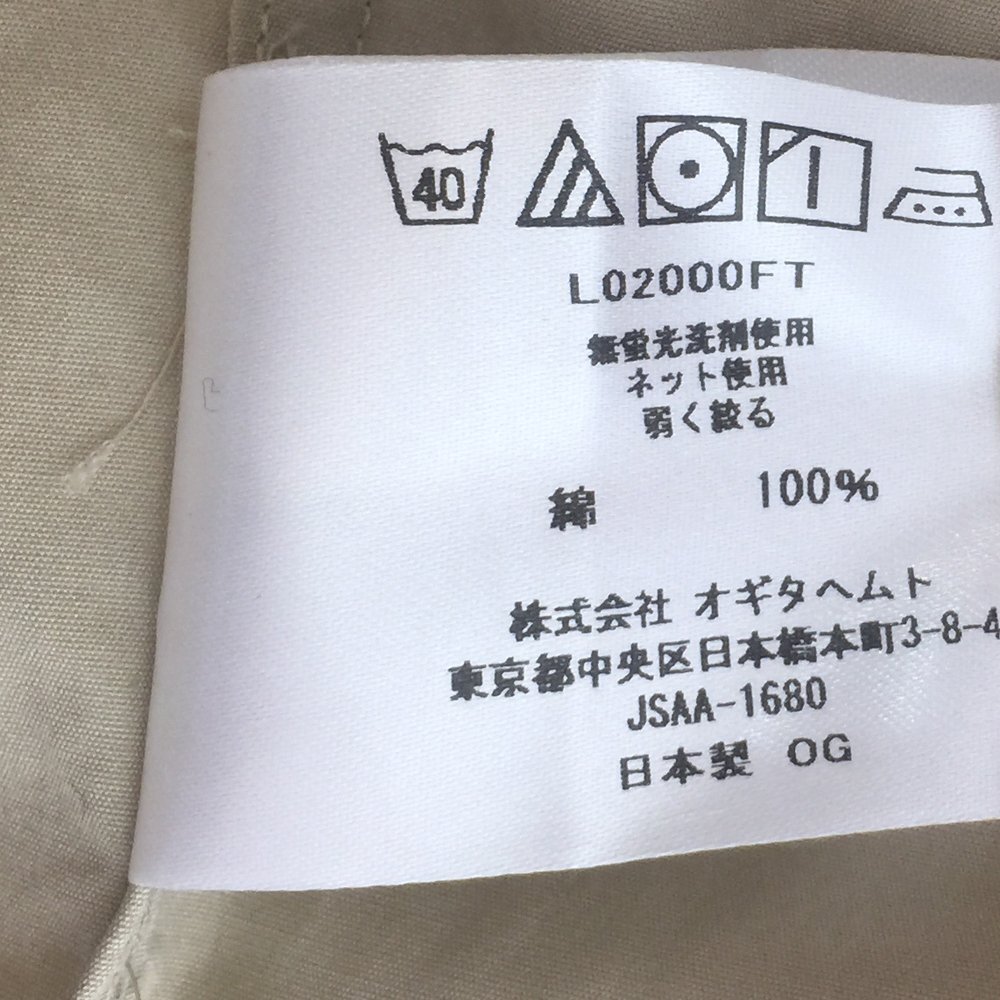 40
L02000FT
無蛍光洗剤使用
ネット使用
弱く絞る
綿 100%
株式会社 オギタヘムト
東京都中央区日本橋本町3-8-4
JSAA-1680
日本製 OG